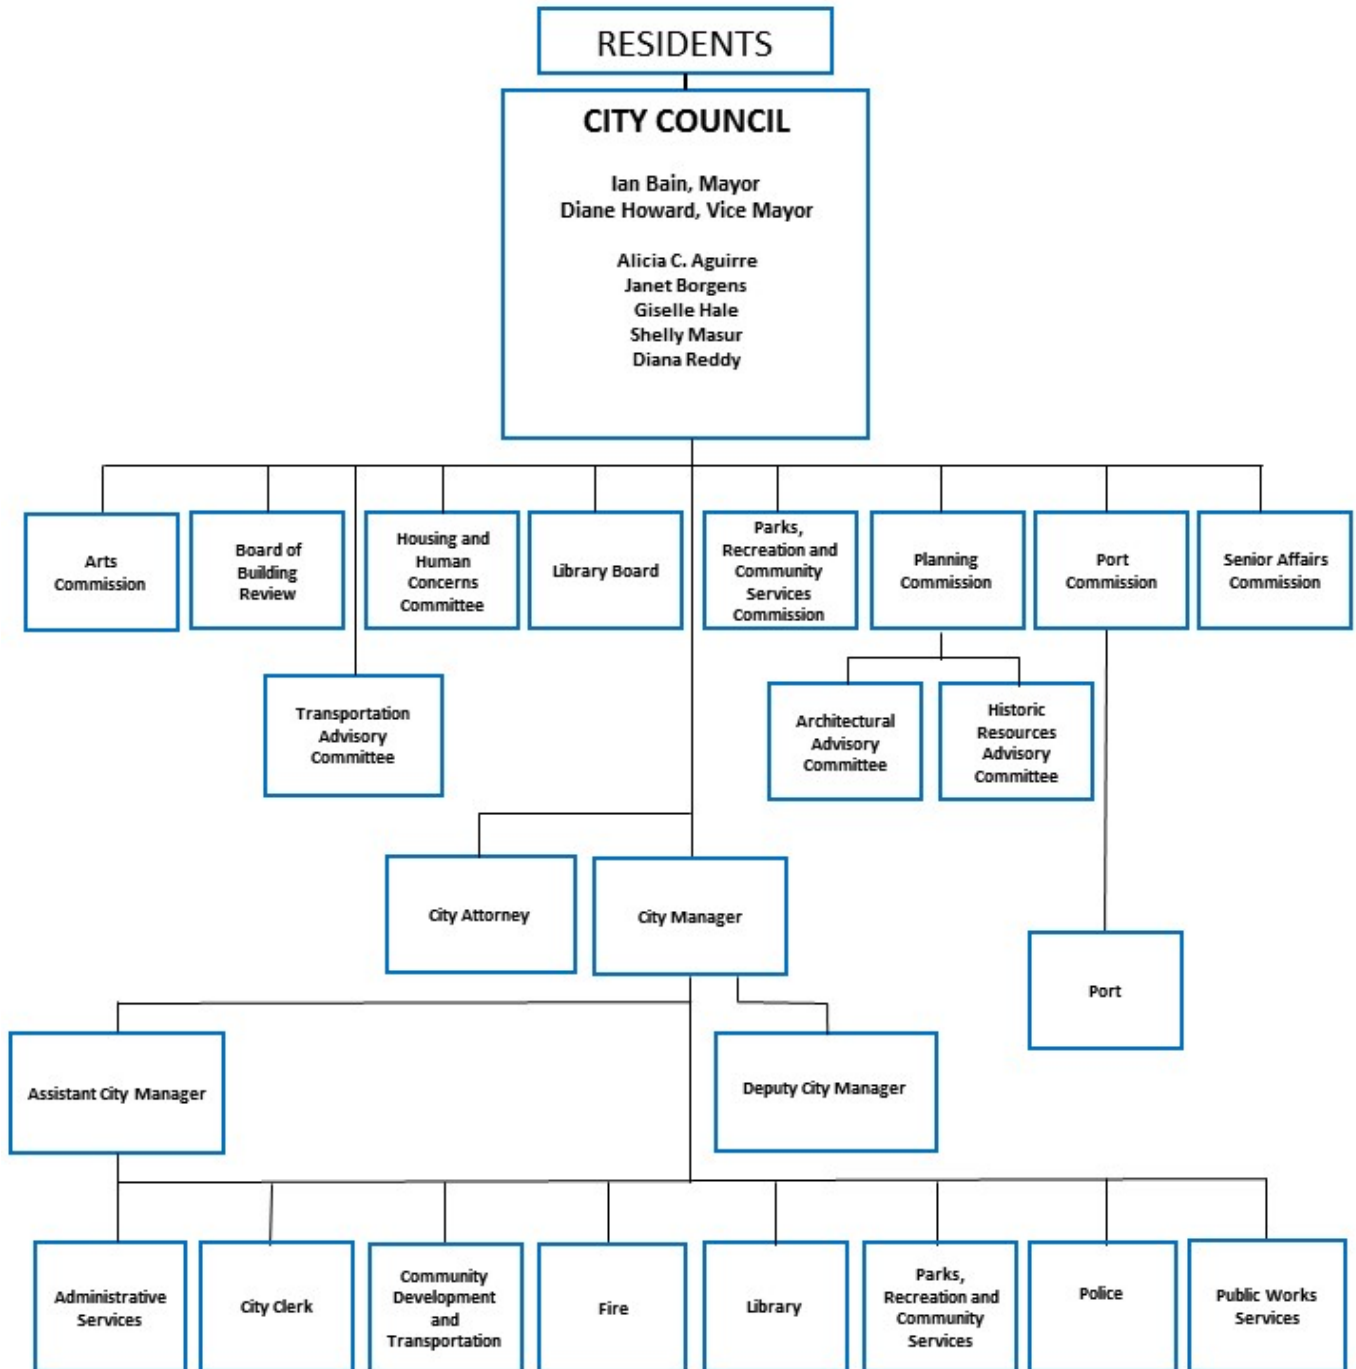 RESIDENTS
CITY COUNCIL
Ian Bain, Mayor
Diane Howard, Vice Mayor
Alicia C. Aguirre
Janet Borgens
Giselle Hale
Shelly Masur
Diana Reddy
Arts
Commission
Board of
Building
Review
Housing and
Human
Concerns
Committee
Library Board
Parks,
Recreation and
Community
Services
Commission
Planning
Commission
Port
Commission
Senior Affairs
Commission
Transportation
Advisory
Committee
Architectural
Advisory
Committee
Historic
Resources
Advisory
Committee
City Attorney
City Manager
Port
Assistant City Manager
Deputy City Manager
Administrative
Services
City Clerk
Community
Development
and
Transportation
Fire
Library
Parks,
Recreation and
Community
Services
Police
Public Works
Services